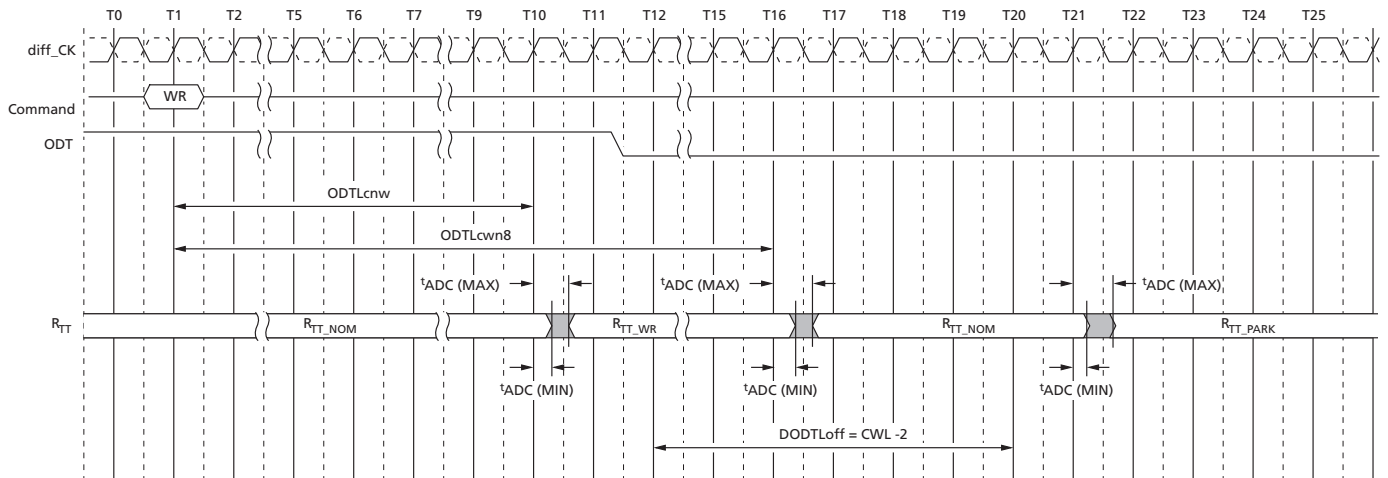 T0 T1 T2 T5 T6 T7 T9 T10 T11 T12 T15 T16 T17 T18 T19 T20 T21 T22 T23 T24 T25
diff_CK
Command WR
ODT
ODTLcnw
ODTLcwn8
tADC (MAX) tADC (MAX) tADC (MAX)
RTT RTT_NOM RTT_WR RTT_NOM RTT_PARK
tADC (MIN) tADC (MIN) tADC (MIN)
DODTLoff = CWL -2